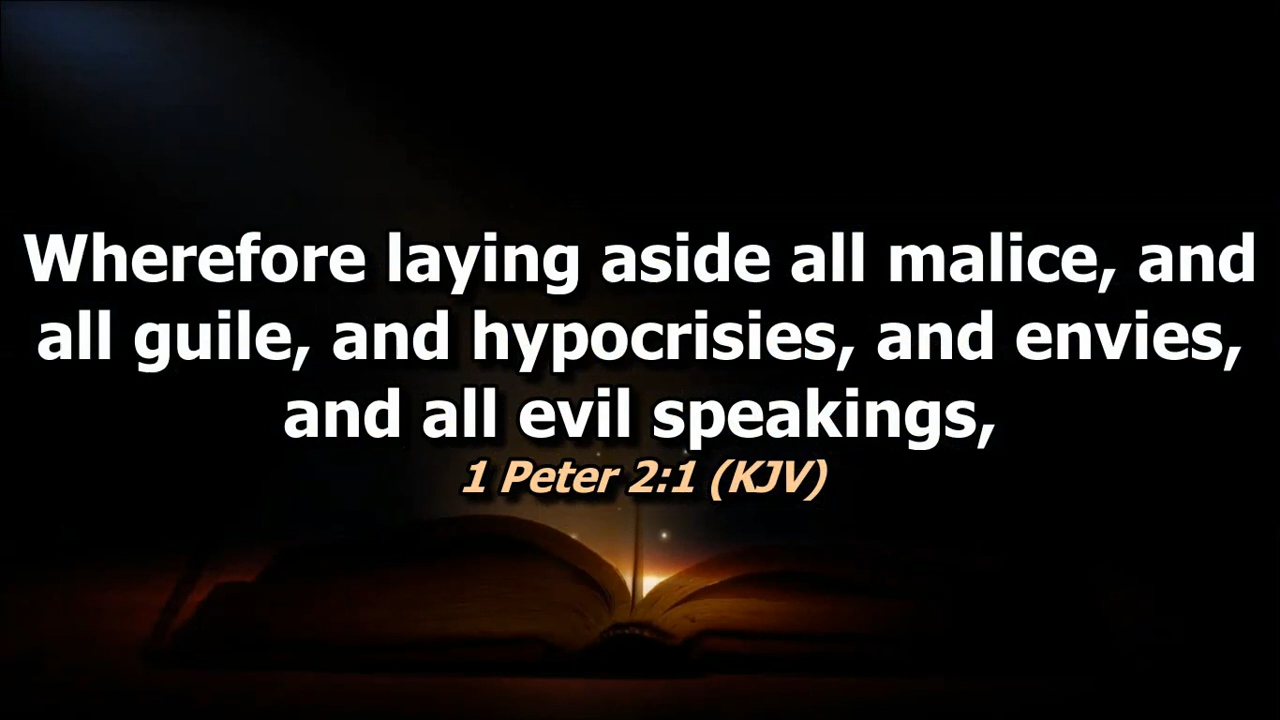 Wherefore laying aside all malice, and
all guile, and hypocrisies, and envies,
and all evil speakings,
1 Peter 2:1 (KJV)